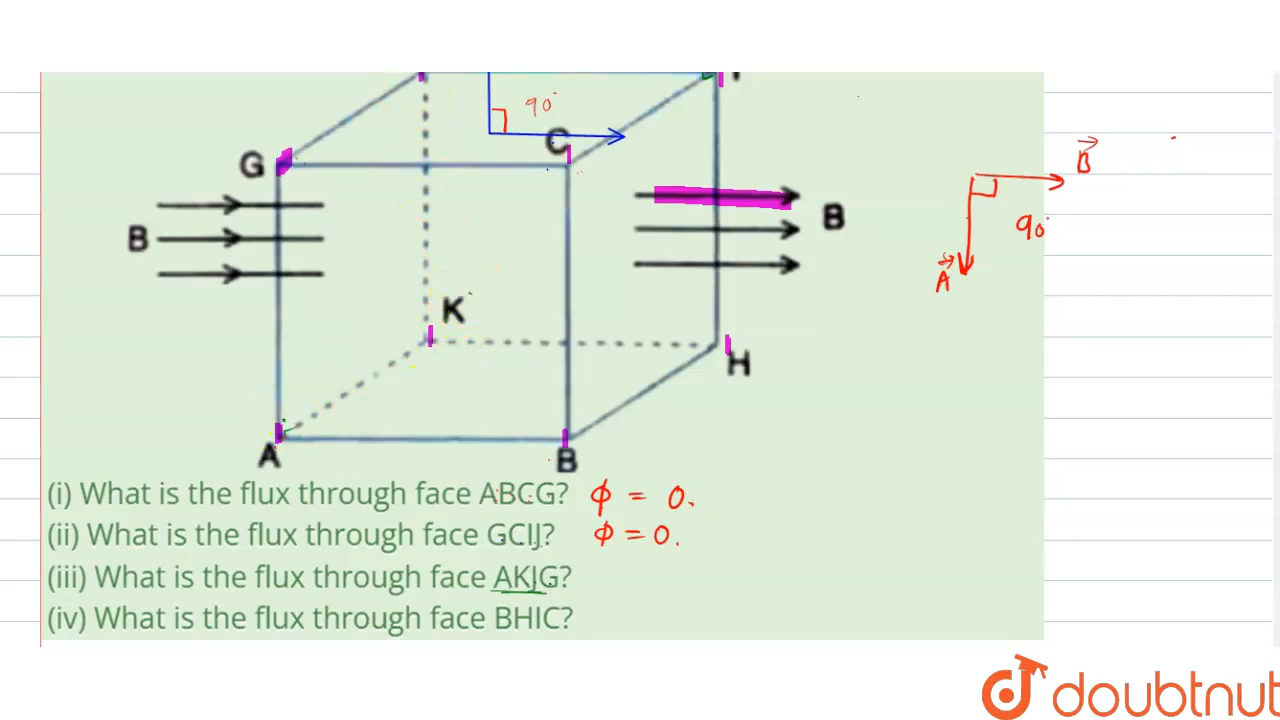 90°
C
G
B
B
B⃗
90°
A⃗
K
H
A
B
(i) What is the flux through face ABCG? ϕ = 0.
(ii) What is the flux through face GCIJ? ϕ = 0.
(iii) What is the flux through face AKJG?
(iv) What is the flux through face BHIC?
doubtnut